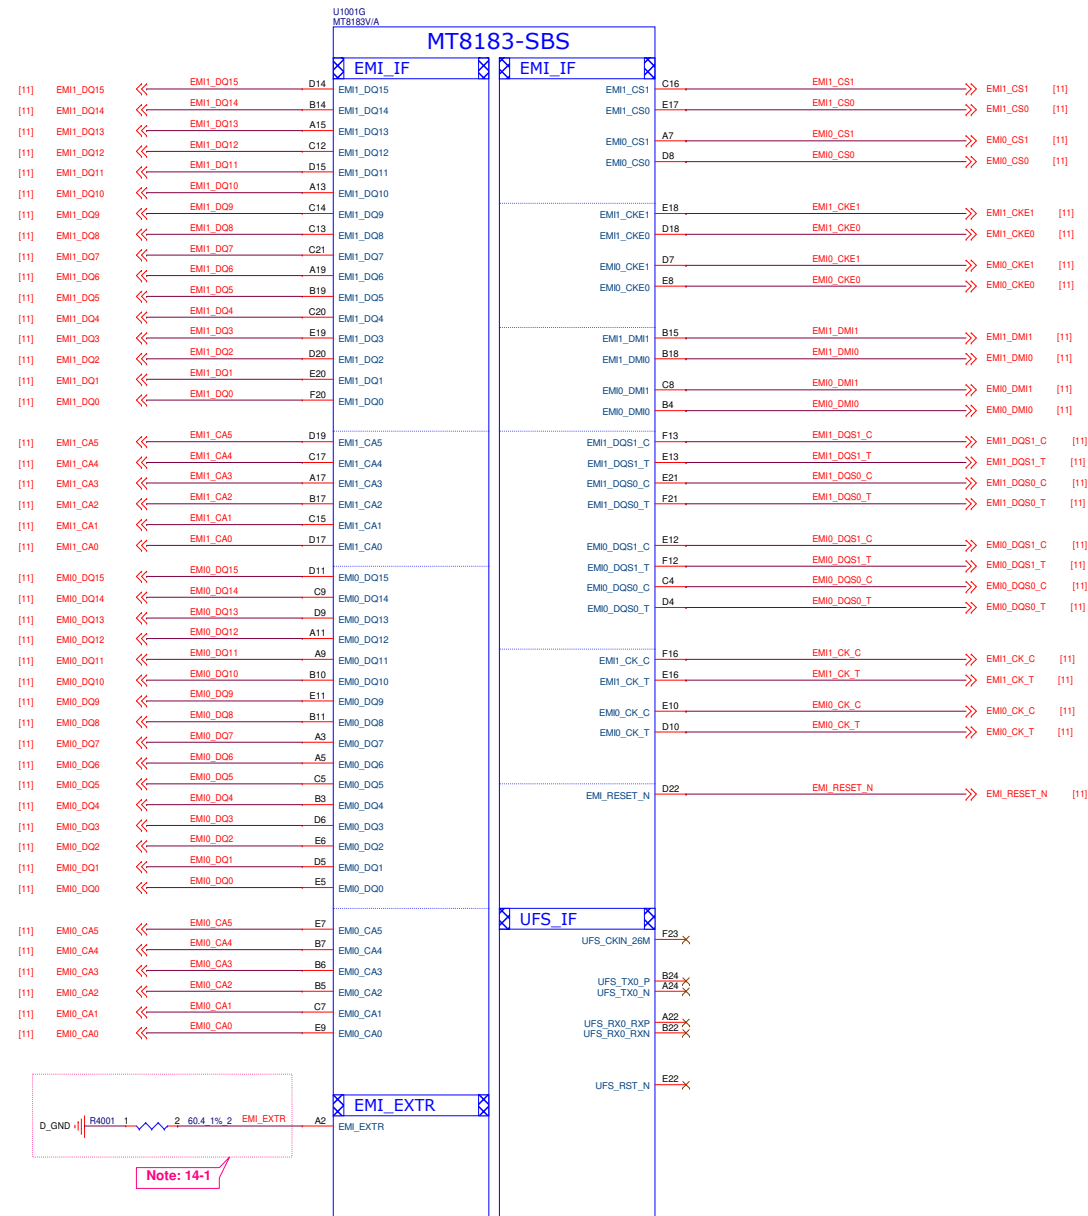 U1001G
MT8183V/A
MT8183-SBS
EMI_IF EMI_IF
[11] EMI1_DQ15 EMI1_DQ15 D14 EMI1_DQ15
[11] EMI1_DQ14 EMI1_DQ14 B14 EMI1_DQ14
[11] EMI1_DQ13 EMI1_DQ13 A15 EMI1_DQ13
[11] EMI1_DQ12 EMI1_DQ12 C12 EMI1_DQ12
[11] EMI1_DQ11 EMI1_DQ11 D15 EMI1_DQ11
[11] EMI1_DQ10 EMI1_DQ10 A13 EMI1_DQ10
[11] EMI1_DQ9 EMI1_DQ9 C14 EMI1_DQ9
[11] EMI1_DQ8 EMI1_DQ8 C13 EMI1_DQ8
[11] EMI1_DQ7 EMI1_DQ7 C21 EMI1_DQ7
[11] EMI1_DQ6 EMI1_DQ6 A19 EMI1_DQ6
[11] EMI1_DQ5 EMI1_DQ5 B19 EMI1_DQ5
[11] EMI1_DQ4 EMI1_DQ4 C20 EMI1_DQ4
[11] EMI1_DQ3 EMI1_DQ3 E19 EMI1_DQ3
[11] EMI1_DQ2 EMI1_DQ2 D20 EMI1_DQ2
[11] EMI1_DQ1 EMI1_DQ1 E20 EMI1_DQ1
[11] EMI1_DQ0 EMI1_DQ0 F20 EMI1_DQ0
[11] EMI1_CA5 EMI1_CA5 D19 EMI1_CA5
[11] EMI1_CA4 EMI1_CA4 C17 EMI1_CA4
[11] EMI1_CA3 EMI1_CA3 A17 EMI1_CA3
[11] EMI1_CA2 EMI1_CA2 B17 EMI1_CA2
[11] EMI1_CA1 EMI1_CA1 C15 EMI1_CA1
[11] EMI1_CA0 EMI1_CA0 D17 EMI1_CA0
[11] EMI0_DQ15 EMI0_DQ15 D11 EMI0_DQ15
[11] EMI0_DQ14 EMI0_DQ14 C9 EMI0_DQ14
[11] EMI0_DQ13 EMI0_DQ13 D9 EMI0_DQ13
[11] EMI0_DQ12 EMI0_DQ12 A11 EMI0_DQ12
[11] EMI0_DQ11 EMI0_DQ11 A9 EMI0_DQ11
[11] EMI0_DQ10 EMI0_DQ10 B10 EMI0_DQ10
[11] EMI0_DQ9 EMI0_DQ9 E11 EMI0_DQ9
[11] EMI0_DQ8 EMI0_DQ8 B11 EMI0_DQ8
[11] EMI0_DQ7 EMI0_DQ7 A3 EMI0_DQ7
[11] EMI0_DQ6 EMI0_DQ6 A5 EMI0_DQ6
[11] EMI0_DQ5 EMI0_DQ5 C5 EMI0_DQ5
[11] EMI0_DQ4 EMI0_DQ4 B3 EMI0_DQ4
[11] EMI0_DQ3 EMI0_DQ3 D6 EMI0_DQ3
[11] EMI0_DQ2 EMI0_DQ2 E6 EMI0_DQ2
[11] EMI0_DQ1 EMI0_DQ1 D5 EMI0_DQ1
[11] EMI0_DQ0 EMI0_DQ0 E5 EMI0_DQ0
[11] EMI0_CA5 EMI0_CA5 E7 EMI0_CA5
[11] EMI0_CA4 EMI0_CA4 B7 EMI0_CA4
[11] EMI0_CA3 EMI0_CA3 B6 EMI0_CA3
[11] EMI0_CA2 EMI0_CA2 B5 EMI0_CA2
[11] EMI0_CA1 EMI0_CA1 C7 EMI0_CA1
[11] EMI0_CA0 EMI0_CA0 E9 EMI0_CA0
EMI_EXTR
D_GND R4001 1 2 60.4_1%_2 EMI_EXTR A2 EMI_EXTR
Note: 14-1
EMI1_CS1 C16 EMI1_CS1 EMI1_CS1 [11]
EMI1_CS0 E17 EMI1_CS0 EMI1_CS0 [11]
EMI0_CS1 A7 EMI0_CS1 EMI0_CS1 [11]
EMI0_CS0 D8 EMI0_CS0 EMI0_CS0 [11]
EMI1_CKE1 E18 EMI1_CKE1 EMI1_CKE1 [11]
EMI1_CKE0 D18 EMI1_CKE0 EMI1_CKE0 [11]
EMI0_CKE1 D7 EMI0_CKE1 EMI0_CKE1 [11]
EMI0_CKE0 E8 EMI0_CKE0 EMI0_CKE0 [11]
EMI1_DMI1 B15 EMI1_DMI1 EMI1_DMI1 [11]
EMI1_DMI0 B18 EMI1_DMI0 EMI1_DMI0 [11]
EMI0_DMI1 C8 EMI0_DMI1 EMI0_DMI1 [11]
EMI0_DMI0 B4 EMI0_DMI0 EMI0_DMI0 [11]
EMI1_DQS1_C F13 EMI1_DQS1_C EMI1_DQS1_C [11]
EMI1_DQS1_T E13 EMI1_DQS1_T EMI1_DQS1_T [11]
EMI1_DQS0_C E21 EMI1_DQS0_C EMI1_DQS0_C [11]
EMI1_DQS0_T F21 EMI1_DQS0_T EMI1_DQS0_T [11]
EMI0_DQS1_C E12 EMI0_DQS1_C EMI0_DQS1_C [11]
EMI0_DQS1_T F12 EMI0_DQS1_T EMI0_DQS1_T [11]
EMI0_DQS0_C C4 EMI0_DQS0_C EMI0_DQS0_C [11]
EMI0_DQS0_T D4 EMI0_DQS0_T EMI0_DQS0_T [11]
EMI1_CK_C F16 EMI1_CK_C EMI1_CK_C [11]
EMI1_CK_T E16 EMI1_CK_T EMI1_CK_T [11]
EMI0_CK_C E10 EMI0_CK_C EMI0_CK_C [11]
EMI0_CK_T D10 EMI0_CK_T EMI0_CK_T [11]
EMI_RESET_N D22 EMI_RESET_N EMI_RESET_N [11]
UFS_IF
UFS_CKIN_26M F23
UFS_TX0_P B24
UFS_TX0_N A24
UFS_RX0_RXP A22
UFS_RX0_RXN B22
UFS_RST_N E22